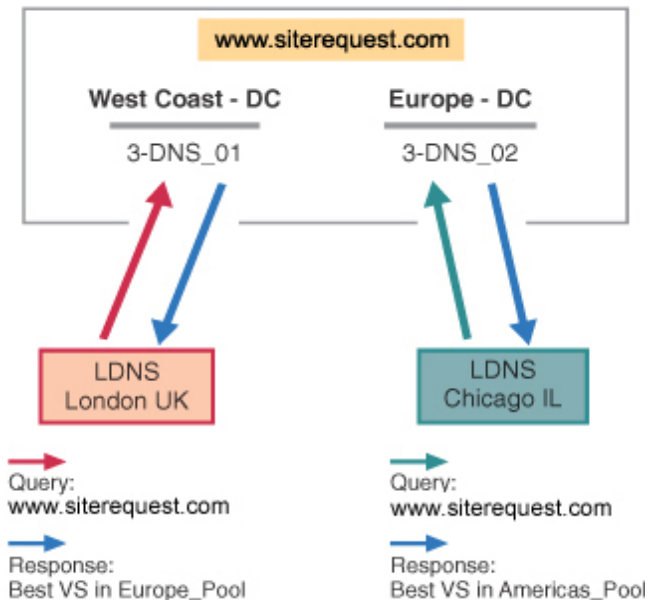 www.siterequest.com
West Coast - DC
Europe - DC
3-DNS_01
3-DNS_02
LDNS
London UK
LDNS
Chicago IL
Query:
www.siterequest.com
Response:
Best VS in Europe_Pool
Query:
www.siterequest.com
Response:
Best VS in Americas_Pool